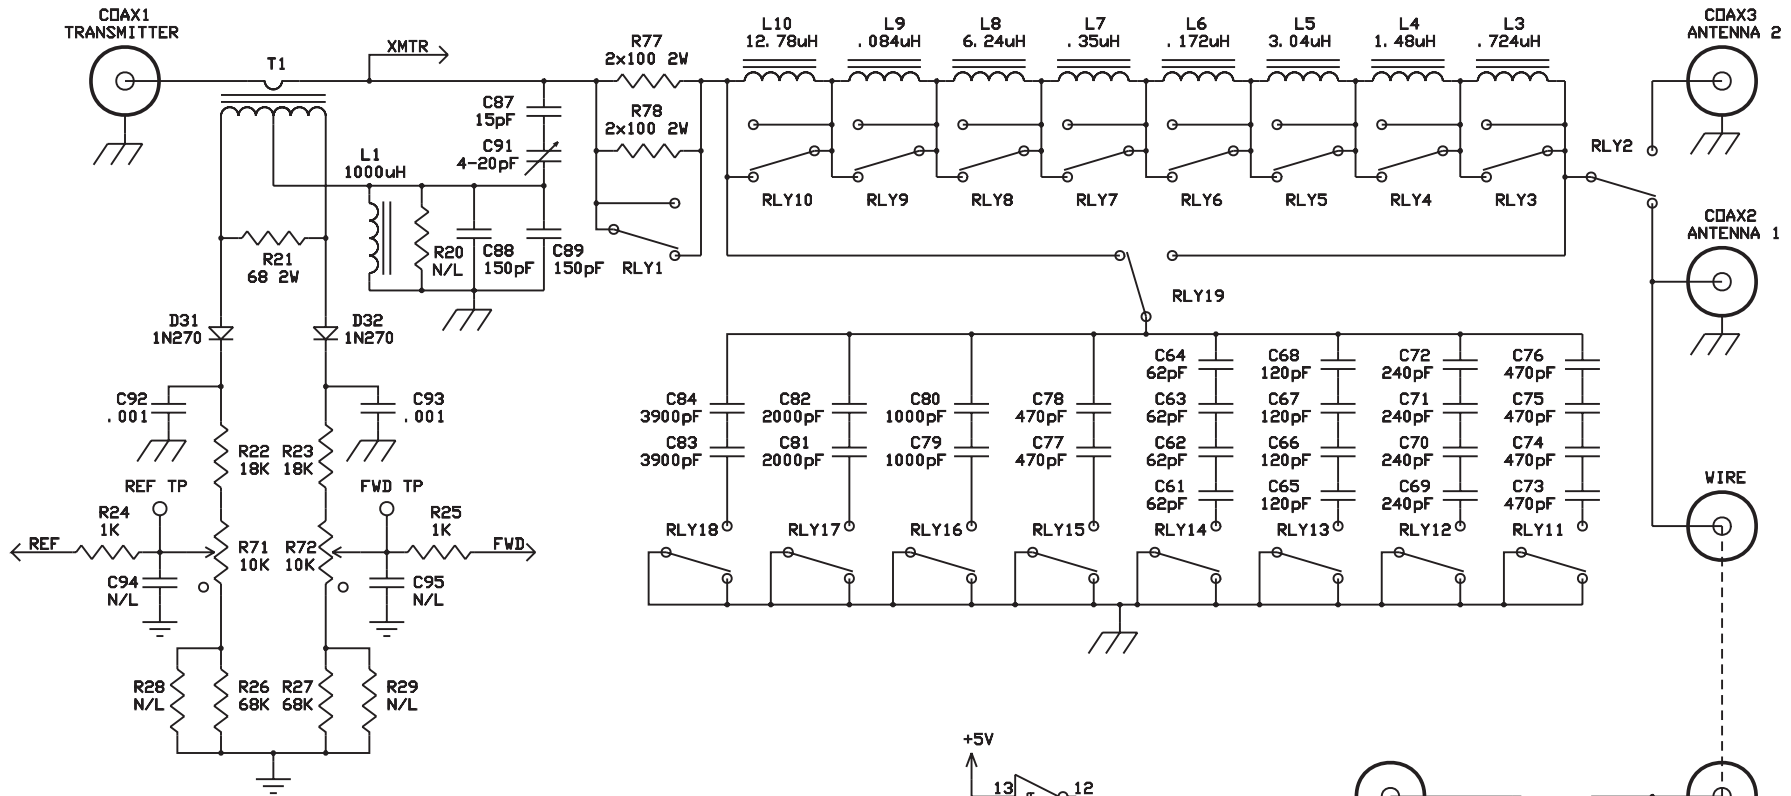 COAX1
TRANSMITTER
T1
XMTR
C87
15pF
C91
4-20pF
L1
1000uH
R77
2x100 2W
R78
2x100 2W
L10
12.78uH
L9
.084uH
L8
6.24uH
L7
.35uH
L6
.172uH
L5
3.04uH
L4
1.48uH
L3
.724uH
COAX3
ANTENNA 2
RLY2
RLY10
RLY9
RLY8
RLY7
RLY6
RLY5
RLY4
RLY3
COAX2
ANTENNA 1
R21
68 2W
R20
N/L
C88
150pF
C89
150pF
RLY1
RLY19
D31
1N270
D32
1N270
C92
.001
C93
.001
C64
62pF
C68
120pF
C72
240pF
C76
470pF
C84
3900pF
C82
2000pF
C80
1000pF
C78
470pF
C63
62pF
C67
120pF
C71
240pF
C75
470pF
C83
3900pF
C81
2000pF
C79
1000pF
C77
470pF
C62
62pF
C66
120pF
C70
240pF
C74
470pF
C61
62pF
C65
120pF
C69
240pF
C73
470pF
R22
18K
R23
18K
REF TP
FWD TP
WIRE
R24
1K
R25
1K
REF
FWD
R71
10K
R72
10K
C94
N/L
C95
N/L
RLY18
RLY17
RLY16
RLY15
RLY14
RLY13
RLY12
RLY11
R28
N/L
R26
68K
R27
68K
R29
N/L
+5V
13
12